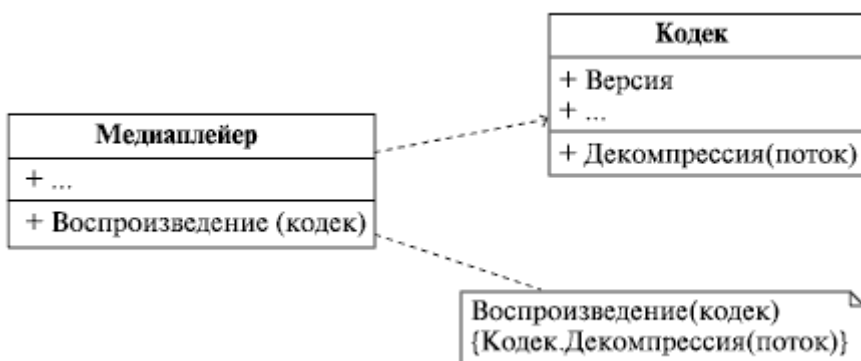 Кодек
+ Версия
+ ...
+ Декомпрессия(поток)
Медиаплейер
+ ...
+ Воспроизведение (кодек)
Воспроизведение(кодек)
{Кодек.Декомпрессия(поток)}